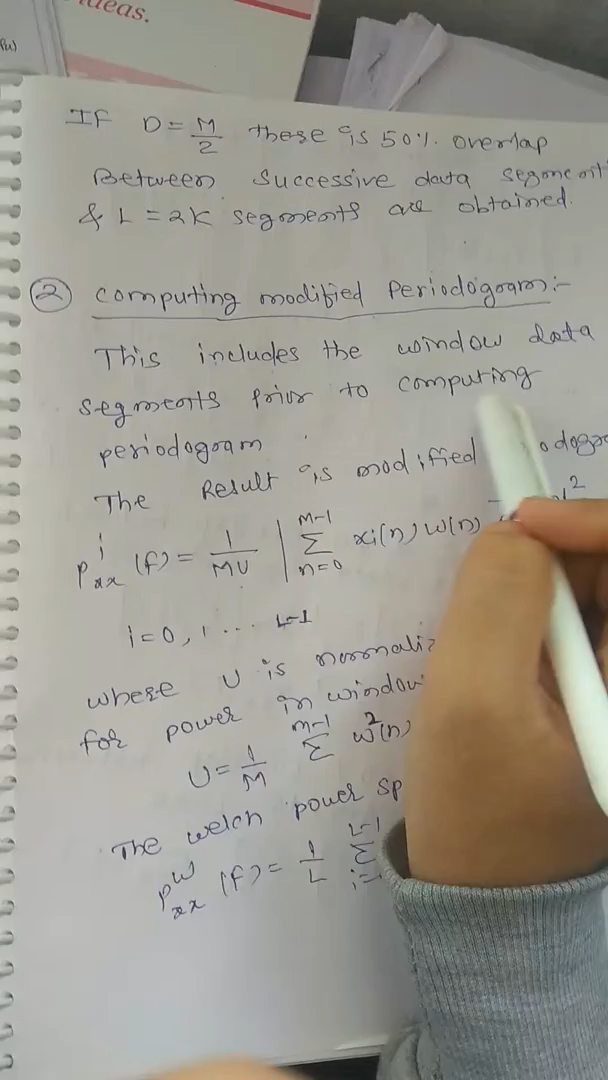 ideas.
If D = M/2 there is 50%. overlap
Between successive data segment
& L = 2K segments are obtained.
② computing modified Periodogram:-
This includes the window data
segments prior to computing
periodogram
The Result is modified
P^i_xx (f) = 1/MU | Σ_{n=0}^{M-1} xi(n) w(n)
i = 0, 1 ... L-1
where U is normaliz
for power in window
U = 1/M Σ^{M-1} w²(n)
The welch power sp
P^W_xx (f) = 1/L Σ^{L-1}